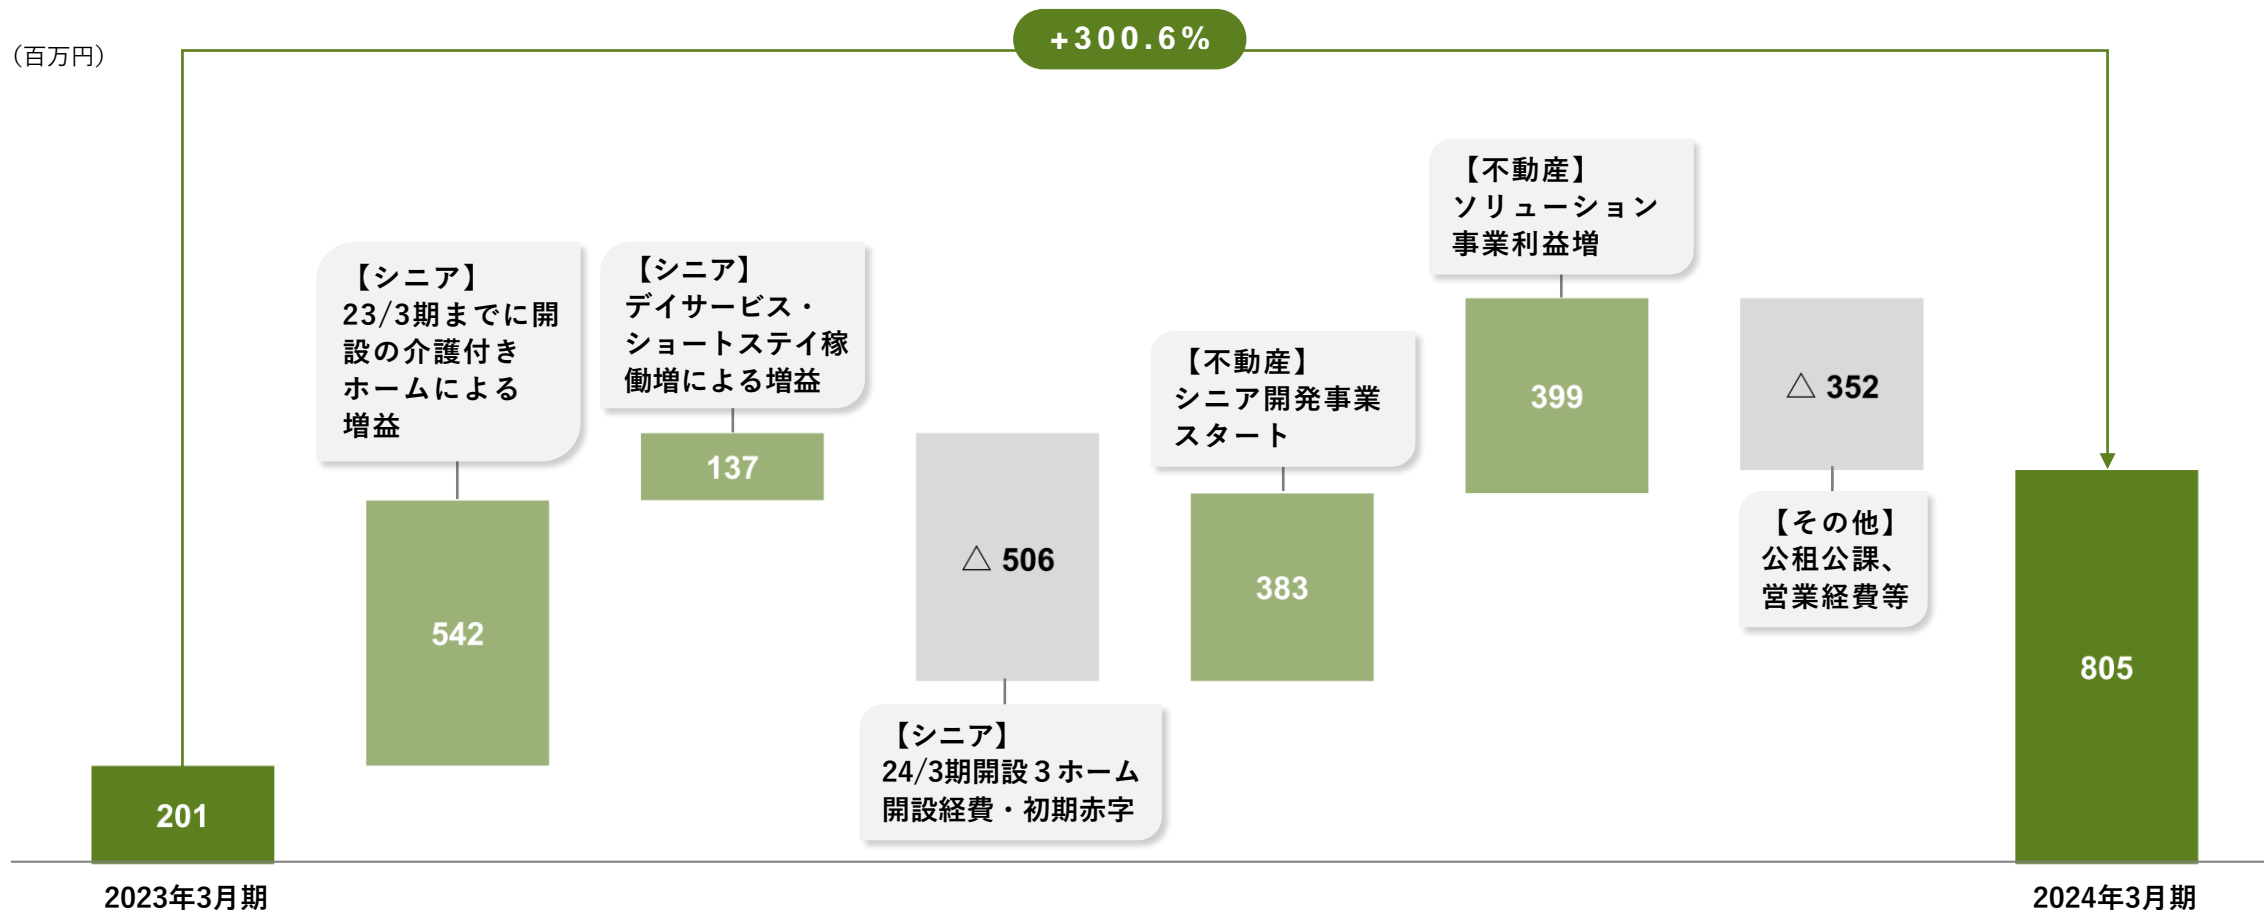 +300.6%
（百万円）
【不動産】
ソリューション
事業利益増
【シニア】
23/3期までに開
設の介護付き
ホームによる
増益
【シニア】
デイサービス・
ショートステイ稼
働増による増益
【不動産】
シニア開発事業
スタート
399
△ 352
137
【その他】
公租公課、
営業経費等
△ 506
383
542
805
【シニア】
24/3期開設３ホーム
開設経費・初期赤字
201
2023年3月期
2024年3月期